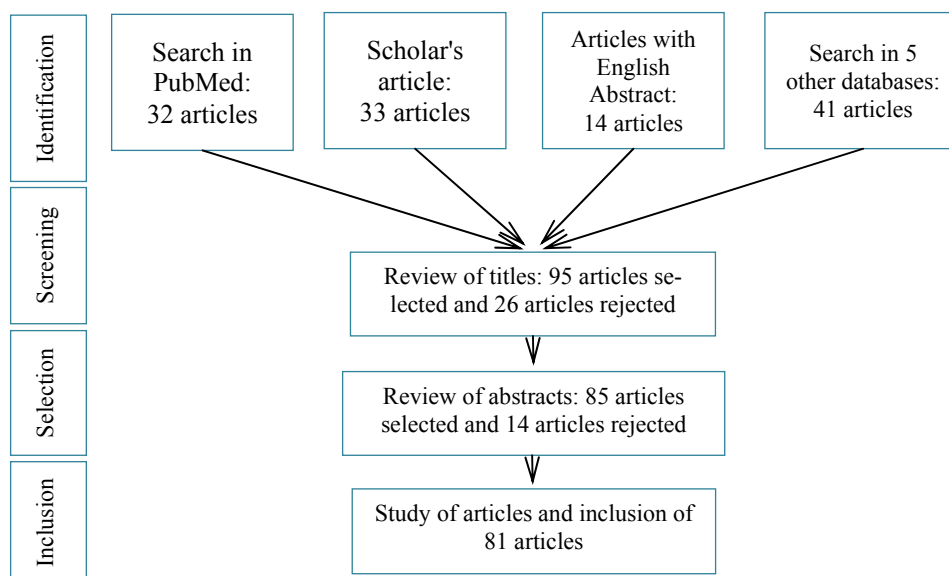 Identification
Search in
PubMed:
32 articles
Scholar's
article:
33 articles
Articles with
English
Abstract:
14 articles
Search in 5
other databases:
41 articles
Screening
Review of titles: 95 articles se-
lected and 26 articles rejected
Selection
Review of abstracts: 85 articles
selected and 14 articles rejected
Inclusion
Study of articles and inclusion of
81 articles